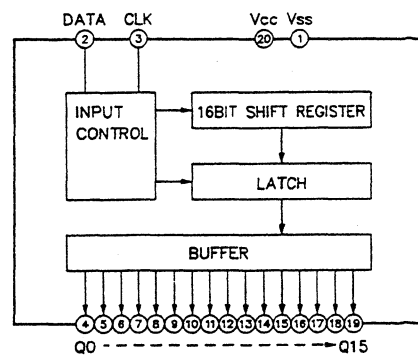 DATA CLK Vcc Vss
2 3 20 1
INPUT CONTROL
16BIT SHIFT REGISTER
LATCH
BUFFER
4 5 6 7 8 9 10 11 12 13 14 15 16 17 18 19
Q0 Q15